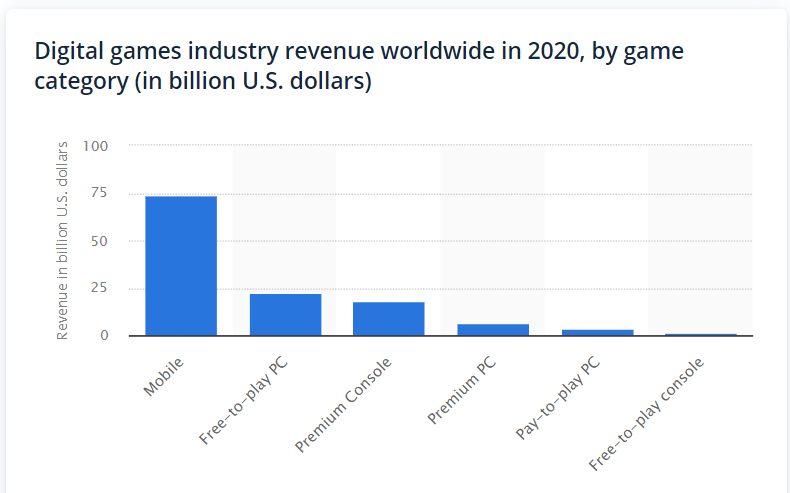 Digital games industry revenue worldwide in 2020, by game
category (in billion U.S. dollars)
Revenue in billion U.S. dollars
100
75
50
25
0
Mobile
Free-to-play PC
Premium Console
Premium PC
Pay-to-play PC
Free-to-play console